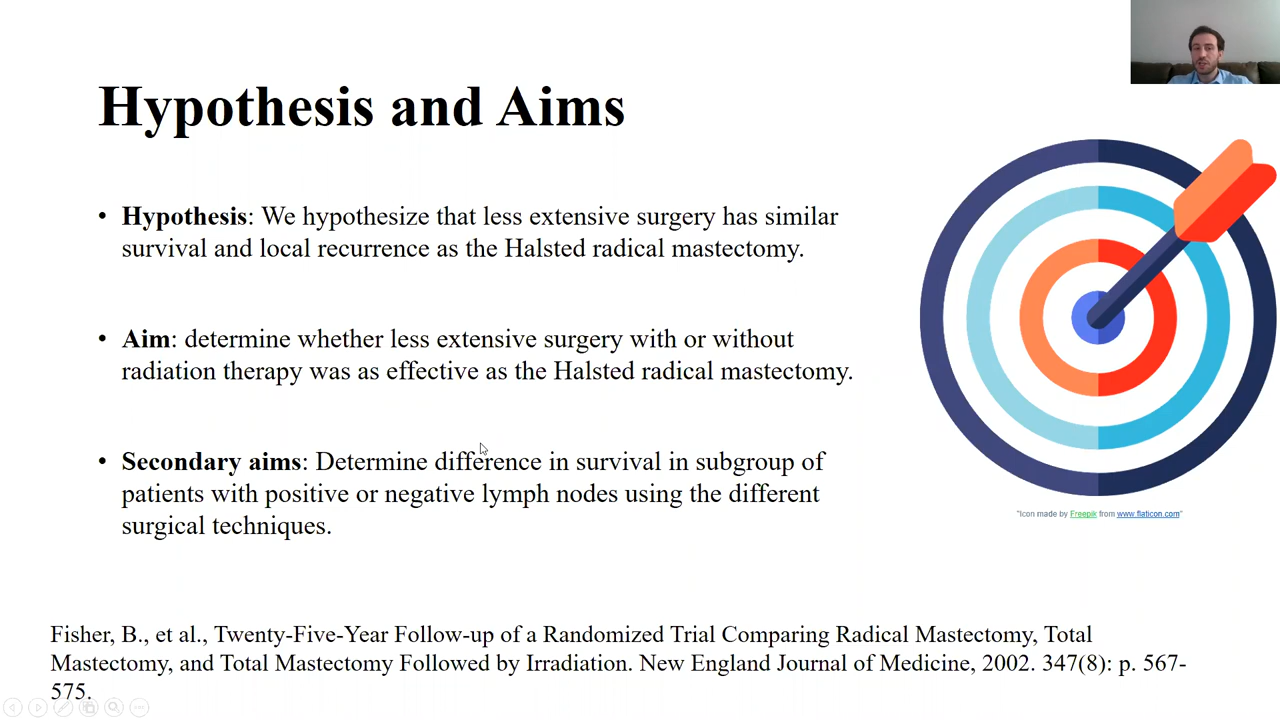 Hypothesis and Aims
• Hypothesis: We hypothesize that less extensive surgery has similar
survival and local recurrence as the Halsted radical mastectomy.
• Aim: determine whether less extensive surgery with or without
radiation therapy was as effective as the Halsted radical mastectomy.
• Secondary aims: Determine difference in survival in subgroup of
patients with positive or negative lymph nodes using the different
surgical techniques.
"Icon made by Freepik from www.flaticon.com"
Fisher, B., et al., Twenty-Five-Year Follow-up of a Randomized Trial Comparing Radical Mastectomy, Total
Mastectomy, and Total Mastectomy Followed by Irradiation. New England Journal of Medicine, 2002. 347(8): p. 567-
575.